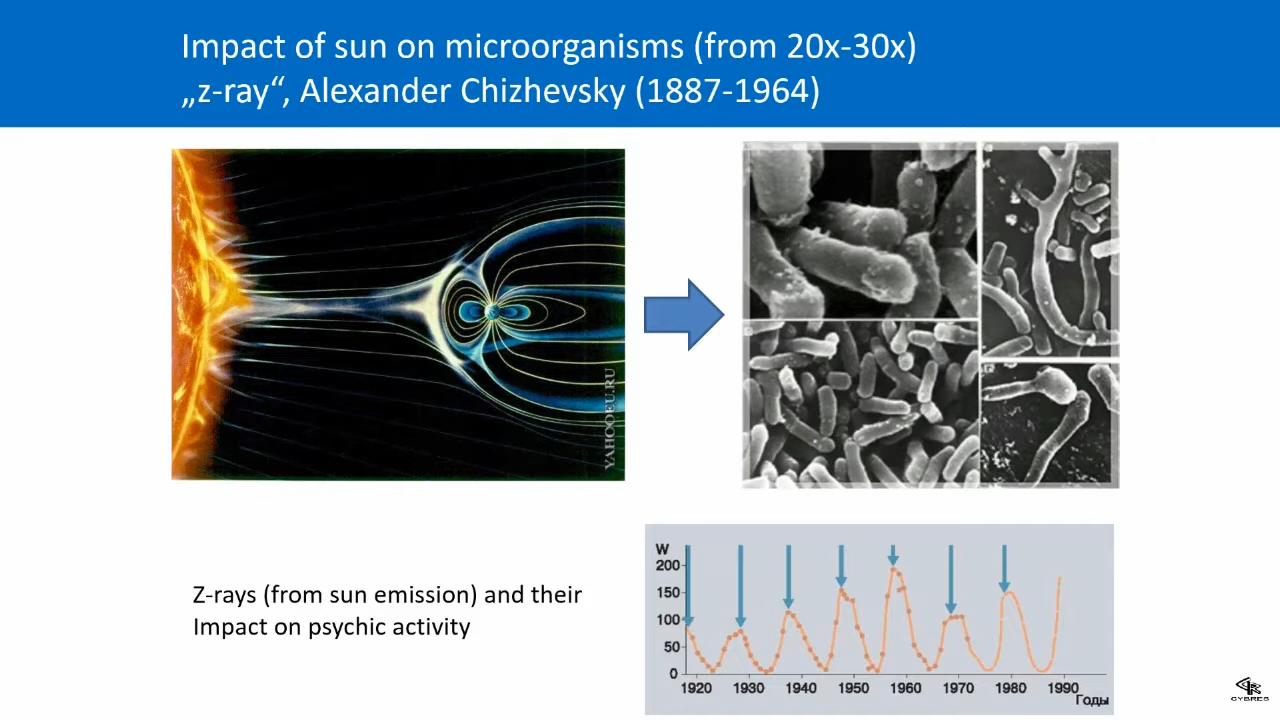 Impact of sun on microorganisms (from 20x-30x)
„z-ray“, Alexander Chizhevsky (1887-1964)
YAHOOEU.RU
Z-rays (from sun emission) and their
Impact on psychic activity
W
200
150
100
50
0
1920 1930 1940 1950 1960 1970 1980 1990
Годы
CYBRES